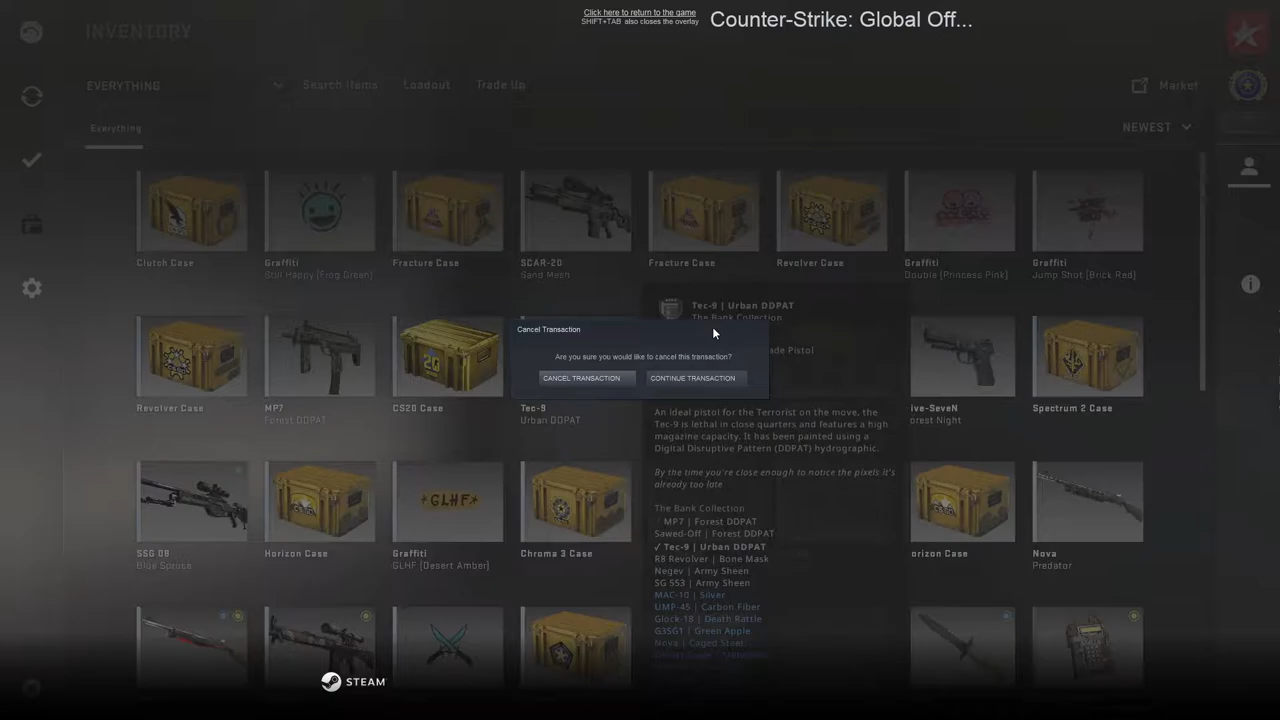 Click here to return to the game
SHIFT+TAB also closes the overlay
Counter-Strike: Global Off...
INVENTORY
EVERYTHING
Search Items
Loadout
Trade Up
Market
Everything
NEWEST
Clutch Case
Graffiti
Still Happy [Frog Green]
Fracture Case
SCAR-20
Sand Mesh
Fracture Case
Revolver Case
Graffiti
Double [Princess Pink]
Graffiti
Jump Shot [Brick Red]
Tec-9 | Urban DDPAT
The Bank Collection
Cancel Transaction
Are you sure you would like to cancel this transaction?
CANCEL TRANSACTION
CONTINUE TRANSACTION
ade Pistol
Revolver Case
MP7
Forest DDPAT
CS20 Case
Tec-9
Urban DDPAT
ive-SeveN
orest Night
Spectrum 2 Case
An ideal pistol for the Terrorist on the move, the
Tec-9 is lethal in close quarters and features a high
magazine capacity. It has been painted using a
Digital Disruptive Pattern (DDPAT) hydrographic.
By the time you're close enough to notice the pixels it's
already too late
The Bank Collection
MP7 | Forest DDPAT
Sawed-Off | Forest DDPAT
✓ Tec-9 | Urban DDPAT
R8 Revolver | Bone Mask
Negev | Army Sheen
SG 553 | Army Sheen
MAC-10 | Silver
UMP-45 | Carbon Fiber
Glock-18 | Death Rattle
G3SG1 | Green Apple
Nova | Caged Steel
SSG 08
Blue Spruce
Horizon Case
Graffiti
GLHF [Desert Amber]
Chroma 3 Case
orizon Case
Nova
Predator
GLHF
STEAM